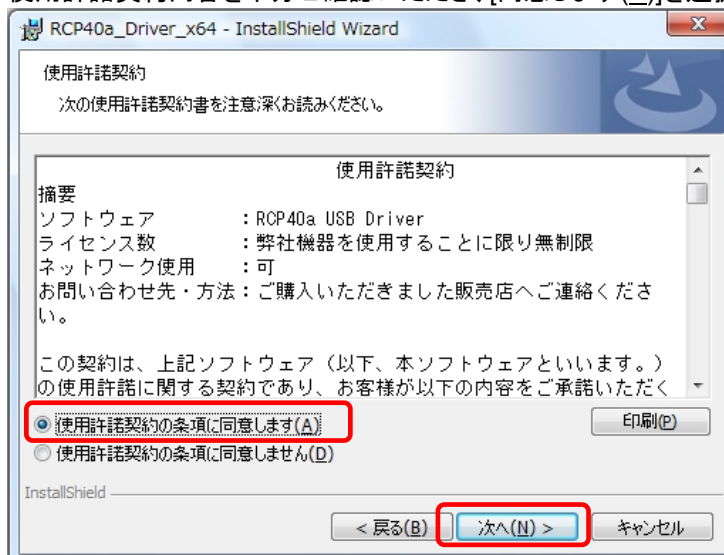 RCP40a_Driver_x64 - InstallShield Wizard
使用許諾契約
次の使用許諾契約書を注意深くお読みください。
使用許諾契約
摘要
ソフトウェア　　　：RCP40a USB Driver
ライセンス数　　　：弊社機器を使用することに限り無制限
ネットワーク使用　：可
お問い合わせ先・方法：ご購入いただきました販売店へご連絡くださ
い。
この契約は、上記ソフトウェア（以下、本ソフトウェアといいます。）
の使用許諾に関する契約であり、お客様が以下の内容をご承諾いただく
使用許諾契約の条項に同意します(A)
印刷(P)
使用許諾契約の条項に同意しません(D)
InstallShield
< 戻る(B)
次へ(N) >
キャンセル